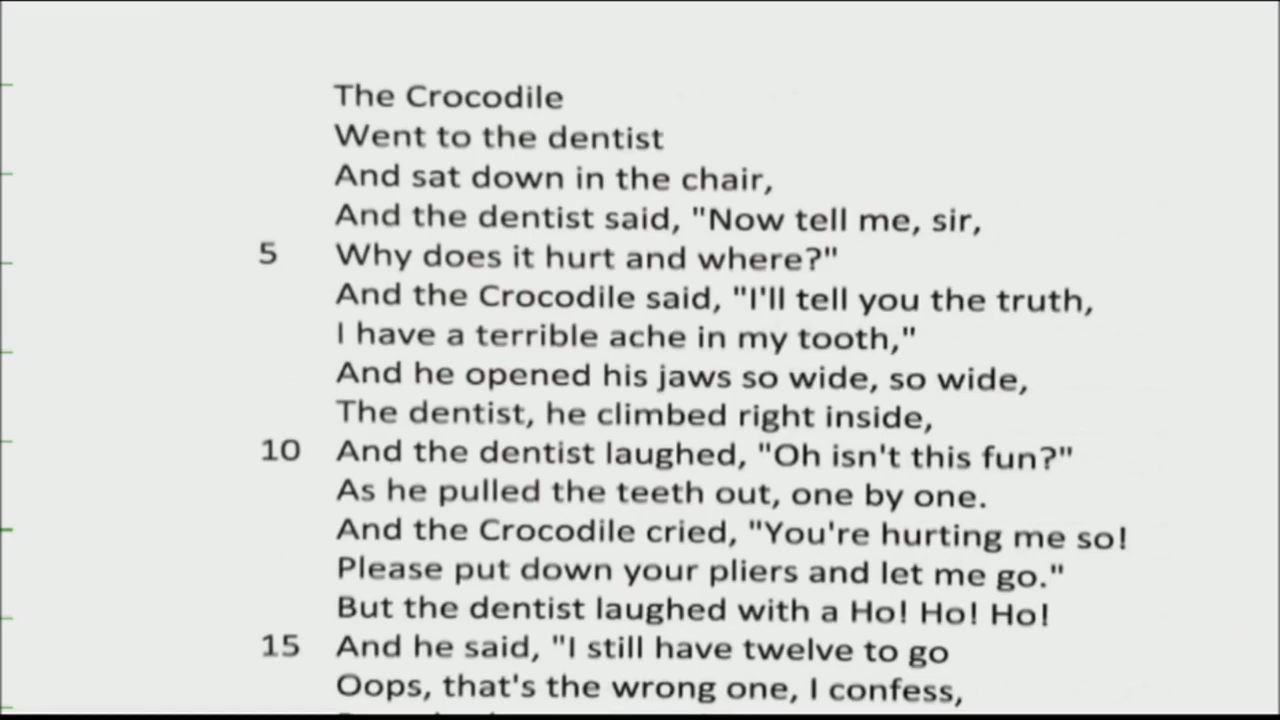 The Crocodile
Went to the dentist
And sat down in the chair,
And the dentist said, "Now tell me, sir,
5 Why does it hurt and where?"
And the Crocodile said, "I'll tell you the truth,
I have a terrible ache in my tooth,"
And he opened his jaws so wide, so wide,
The dentist, he climbed right inside,
10 And the dentist laughed, "Oh isn't this fun?"
As he pulled the teeth out, one by one.
And the Crocodile cried, "You're hurting me so!
Please put down your pliers and let me go."
But the dentist laughed with a Ho! Ho! Ho!
15 And he said, "I still have twelve to go
Oops, that's the wrong one, I confess,